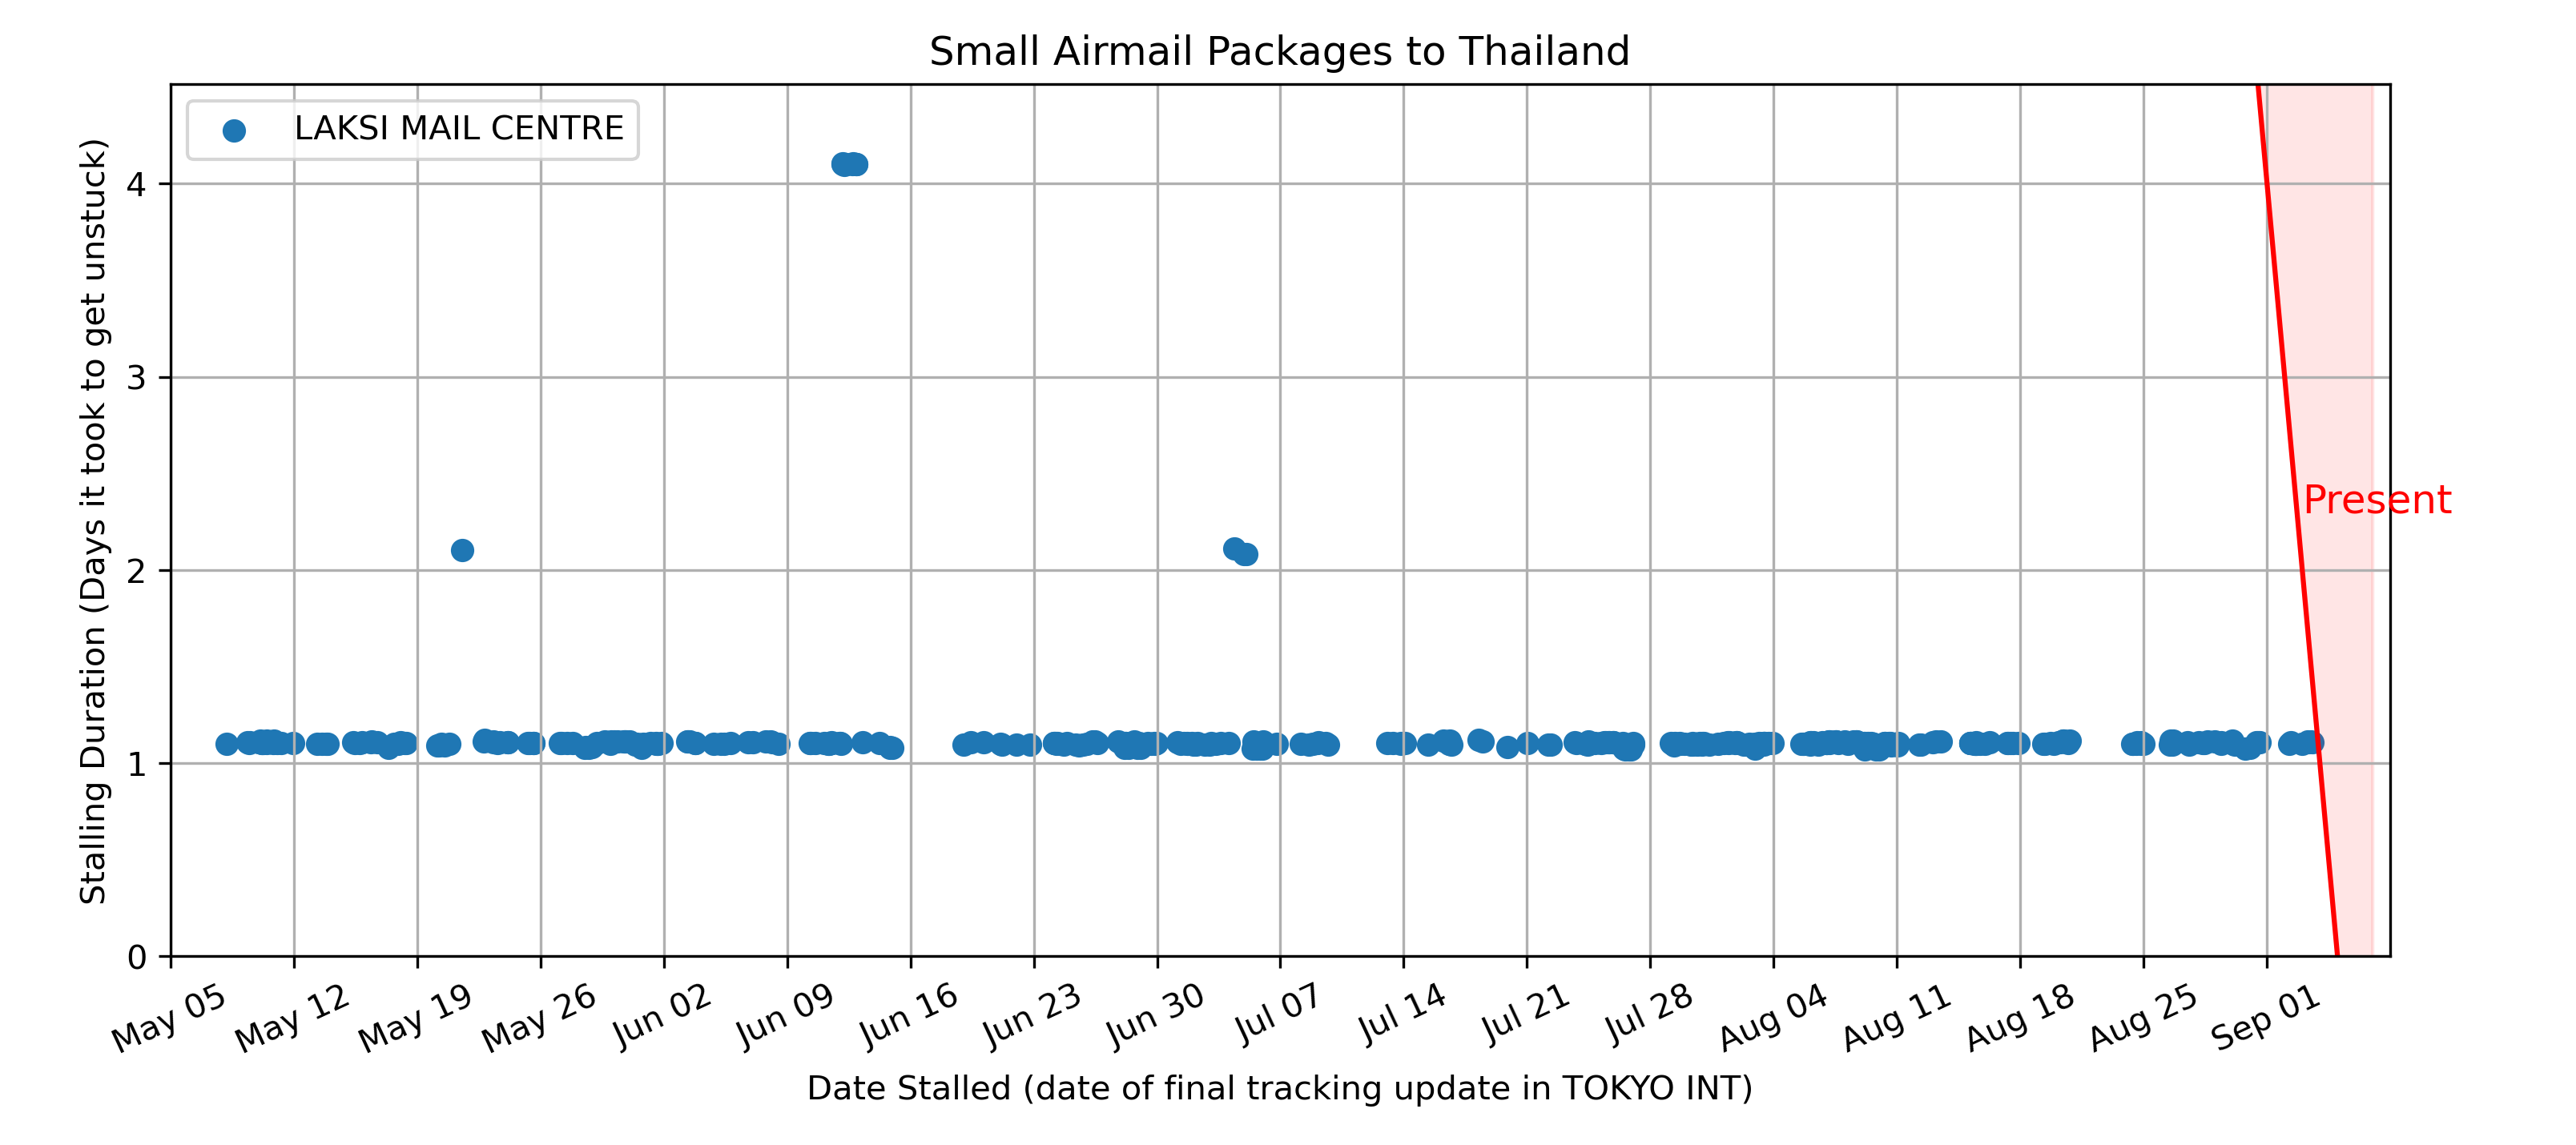 Small Airmail Packages to Thailand
LAKSI MAIL CENTRE
Stalling Duration (Days it took to get unstuck)
4
3
2
1
0
Present
May 05
May 12
May 19
May 26
Jun 02
Jun 09
Jun 16
Jun 23
Jun 30
Jul 07
Jul 14
Jul 21
Jul 28
Aug 04
Aug 11
Aug 18
Aug 25
Sep 01
Date Stalled (date of final tracking update in TOKYO INT)